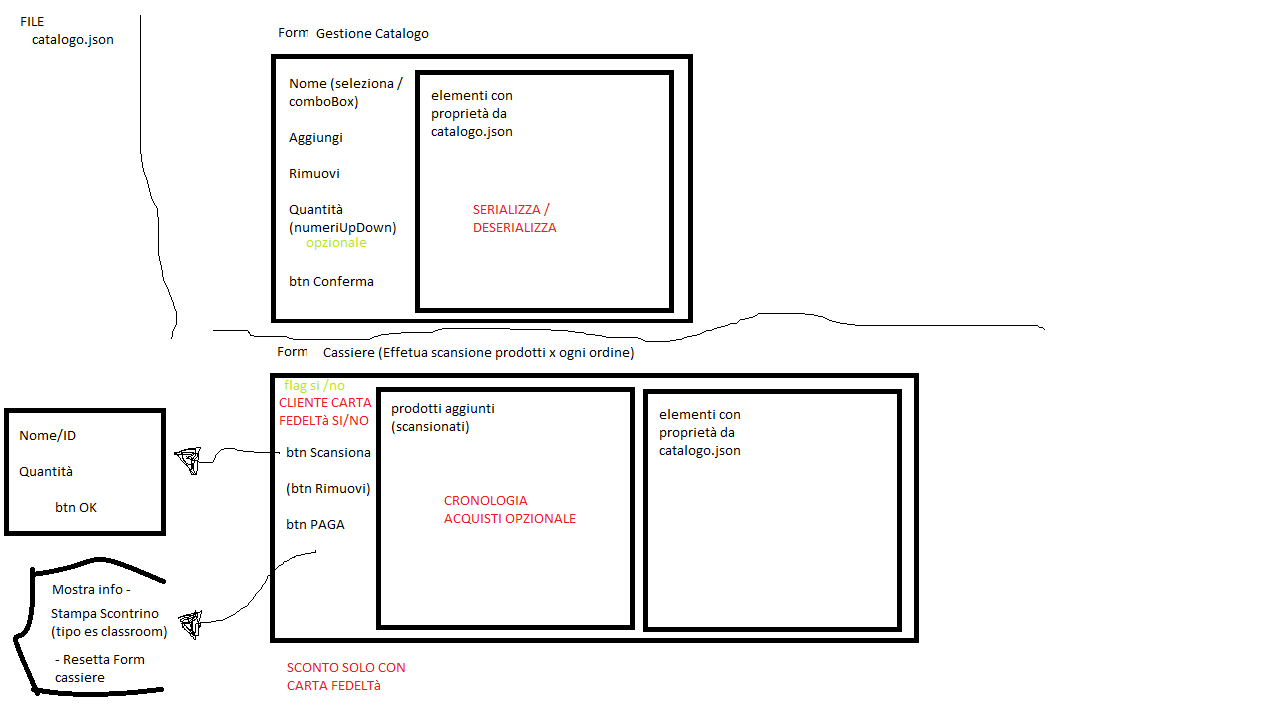 FILE
catalogo.json
Form Gestione Catalogo
Nome (seleziona /
comboBox)
Aggiungi
Rimuovi
Quantità
(numeriUpDown)
opzionale
btn Conferma
elementi con
proprietà da
catalogo.json
SERIALIZZA /
DESERIALIZZA
Form Cassiere (Effetua scansione prodotti x ogni ordine)
flag si /no
CLIENTE CARTA
FEDELTà SI/NO
btn Scansiona
(btn Rimuovi)
btn PAGA
prodotti aggiunti
(scansionati)
CRONOLOGIA
ACQUISTI OPZIONALE
elementi con
proprietà da
catalogo.json
Nome/ID
Quantità
btn OK
Mostra info -
Stampa Scontrino
(tipo es classroom)
- Resetta Form
cassiere
SCONTO SOLO CON
CARTA FEDELTà